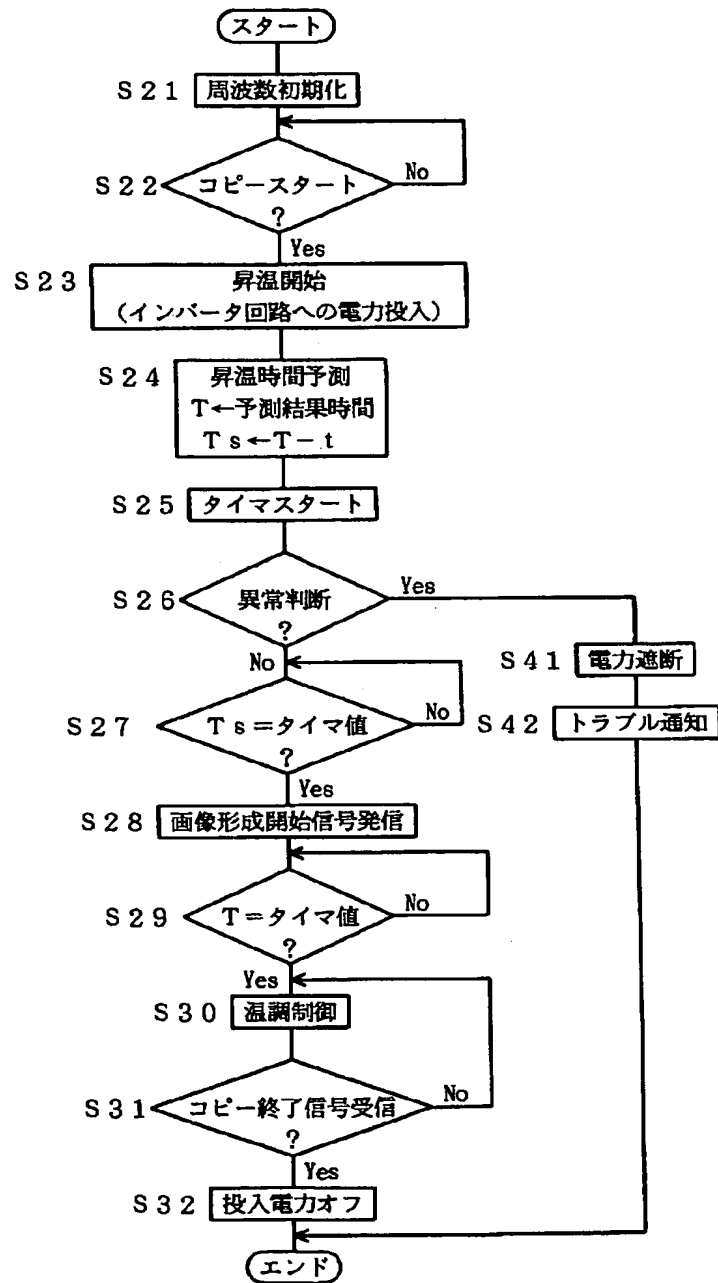 スタート
S21 周波数初期化
S22 コピースタート
?
No
Yes
S23 昇温開始
(インバータ回路への電力投入)
S24 昇温時間予測
T←予測結果時間
Ts←T-t
S25 タイマスタート
S26 異常判断
?
Yes
No
S41 電力遮断
S42 トラブル通知
S27 Ts=タイマ値
?
No
Yes
S28 画像形成開始信号発信
S29 T=タイマ値
?
No
Yes
S30 温調制御
S31 コピー終了信号受信
?
No
Yes
S32 投入電力オフ
エンド